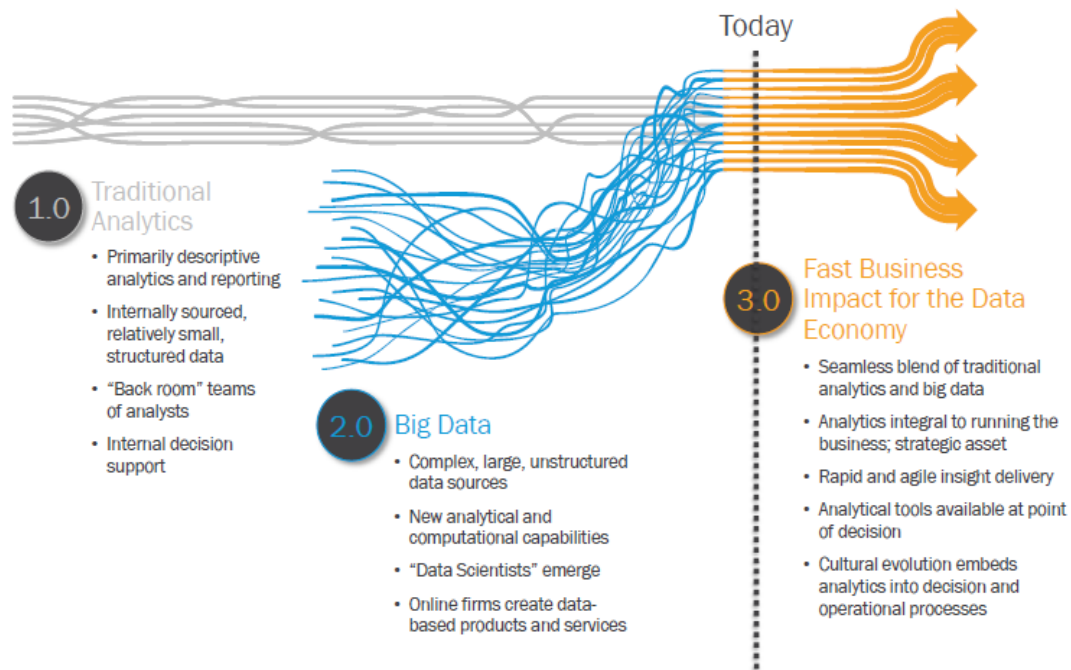 Today
1.0
Traditional
Analytics
• Primarily descriptive
analytics and reporting
• Internally sourced,
relatively small,
structured data
• “Back room” teams
of analysts
• Internal decision
support
2.0
Big Data
• Complex, large, unstructured
data sources
• New analytical and
computational capabilities
• “Data Scientists” emerge
• Online firms create data-
based products and services
3.0
Fast Business
Impact for the Data
Economy
• Seamless blend of traditional
analytics and big data
• Analytics integral to running the
business; strategic asset
• Rapid and agile insight delivery
• Analytical tools available at point
of decision
• Cultural evolution embeds
analytics into decision and
operational processes